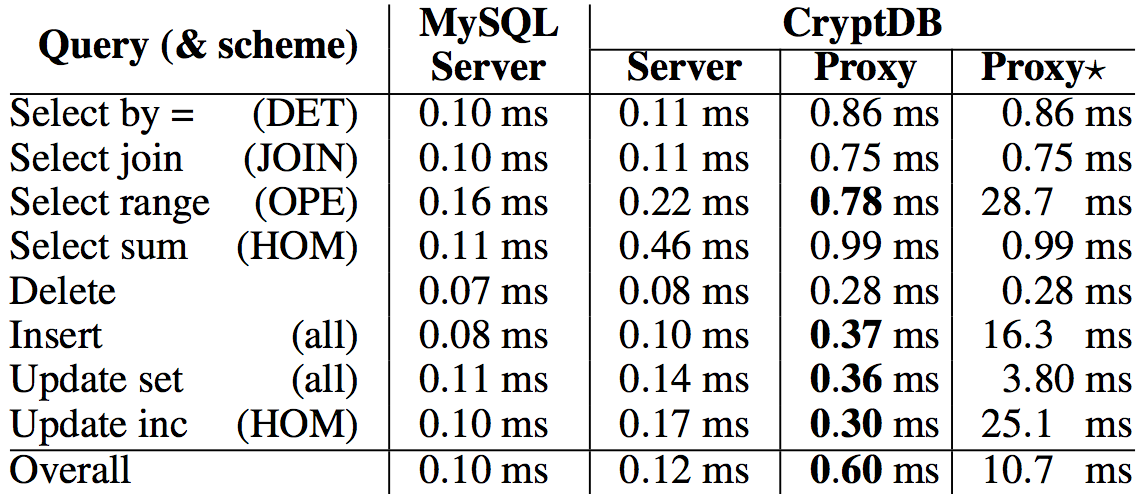 Query (& scheme) MySQL Server CryptDB
Server Proxy Proxy⋆
Select by = (DET) 0.10 ms 0.11 ms 0.86 ms 0.86 ms
Select join (JOIN) 0.10 ms 0.11 ms 0.75 ms 0.75 ms
Select range (OPE) 0.16 ms 0.22 ms 0.78 ms 28.7 ms
Select sum (HOM) 0.11 ms 0.46 ms 0.99 ms 0.99 ms
Delete 0.07 ms 0.08 ms 0.28 ms 0.28 ms
Insert (all) 0.08 ms 0.10 ms 0.37 ms 16.3 ms
Update set (all) 0.11 ms 0.14 ms 0.36 ms 3.80 ms
Update inc (HOM) 0.10 ms 0.17 ms 0.30 ms 25.1 ms
Overall 0.10 ms 0.12 ms 0.60 ms 10.7 ms